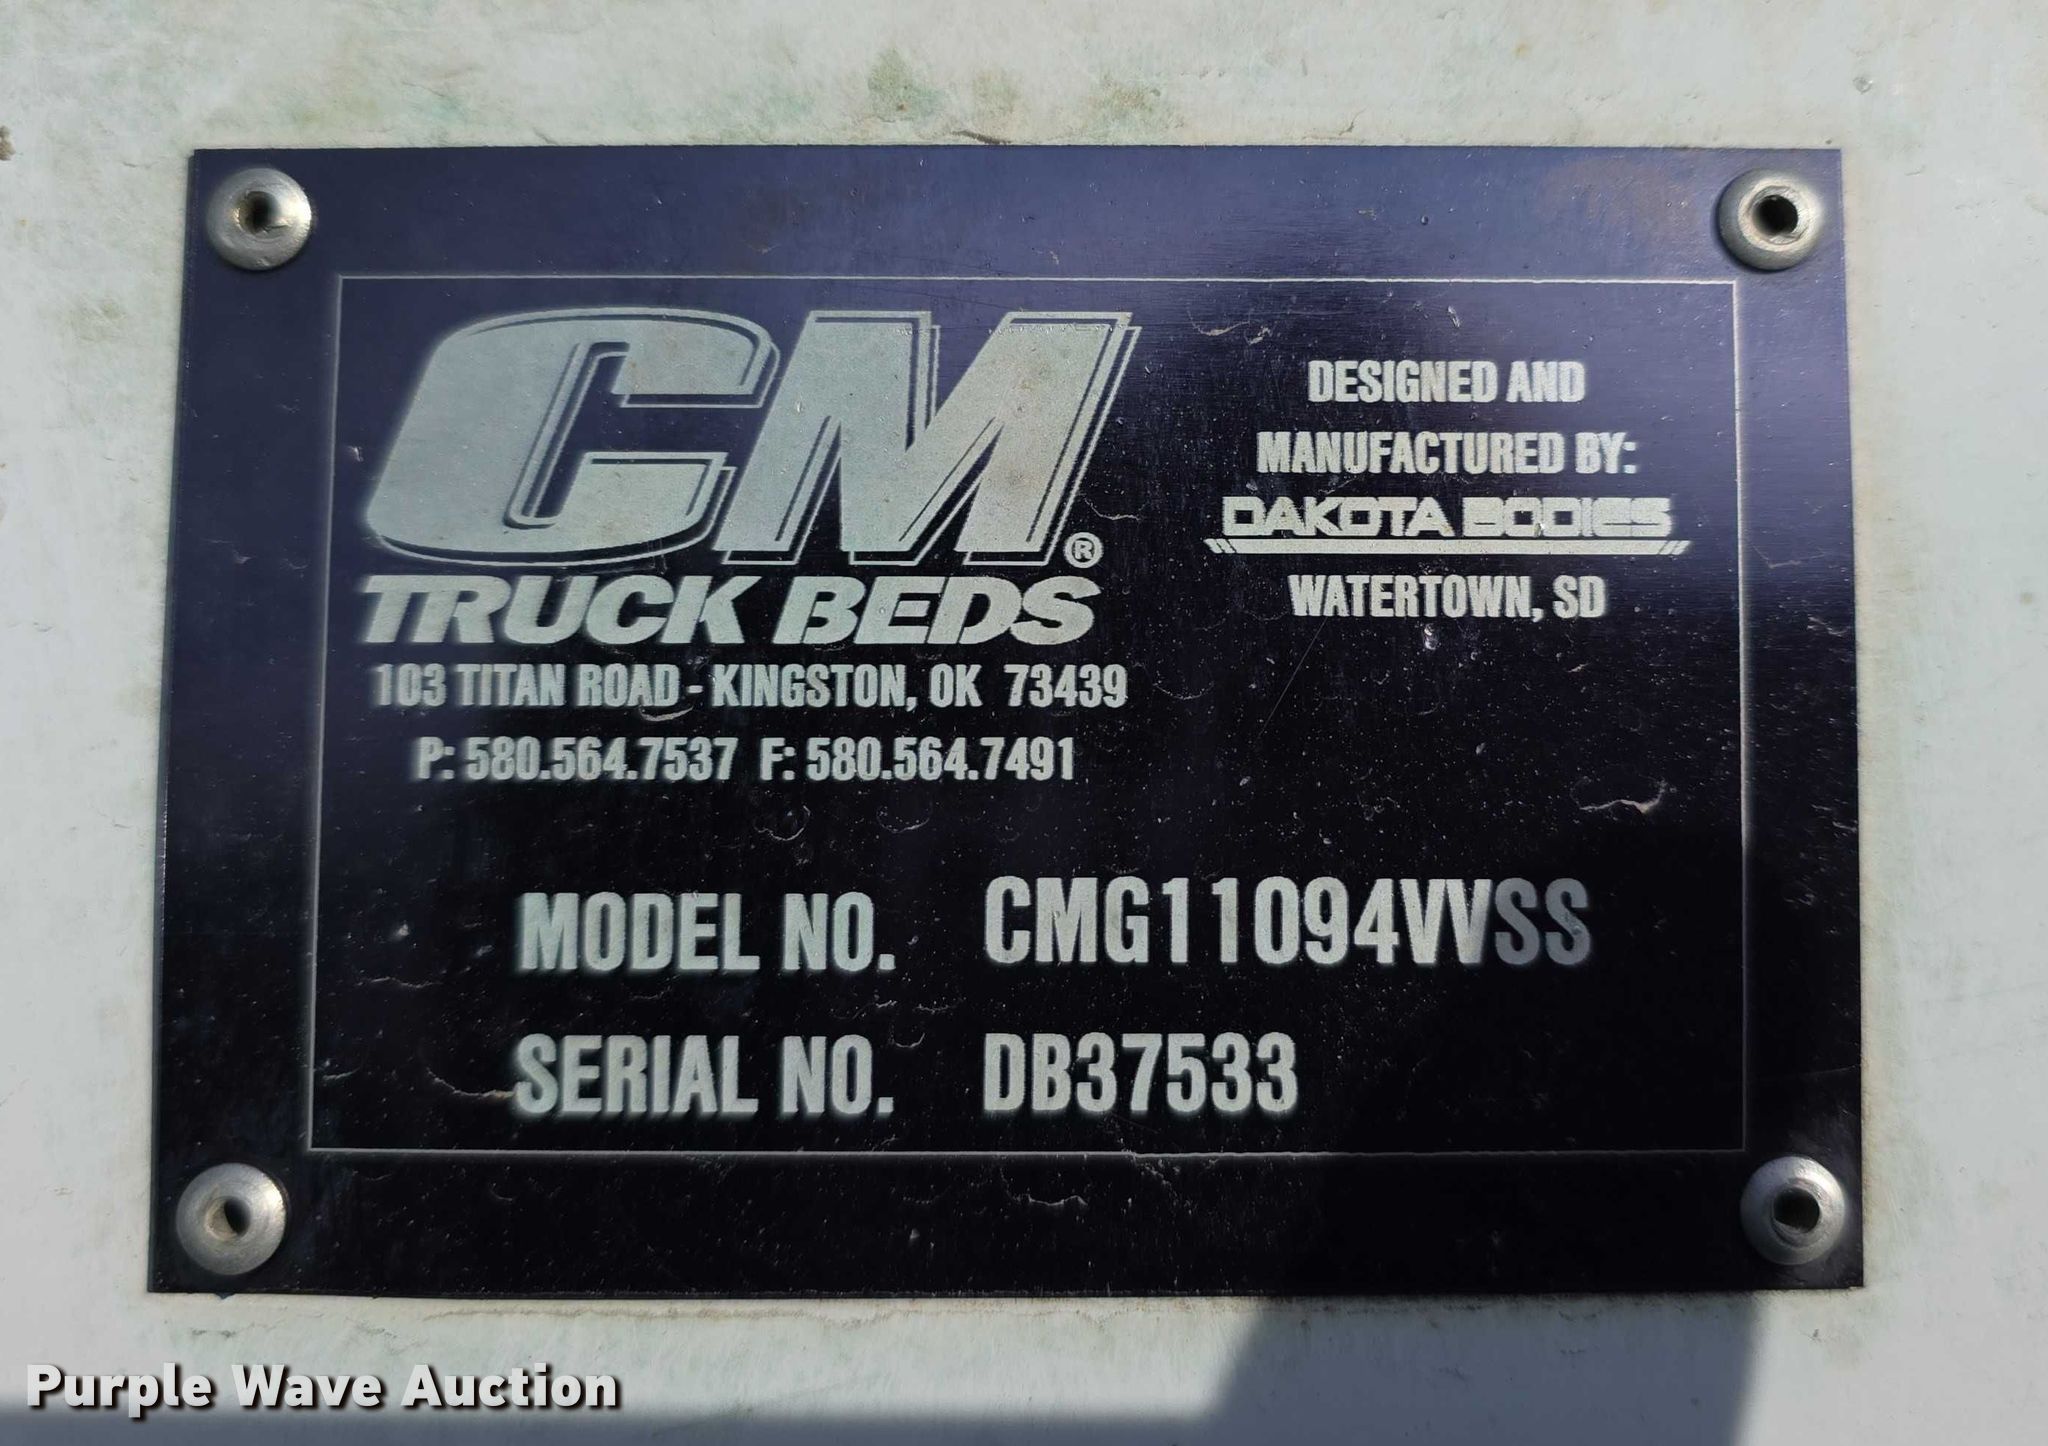 CM®
TRUCK BEDS
103 TITAN ROAD - KINGSTON, OK 73439
P: 580.564.7537 F: 580.564.7491
DESIGNED AND
MANUFACTURED BY:
DAKOTA BODIES
WATERTOWN, SD
MODEL NO. CMG11094VVSS
SERIAL NO. DB37533
Purple Wave Auction